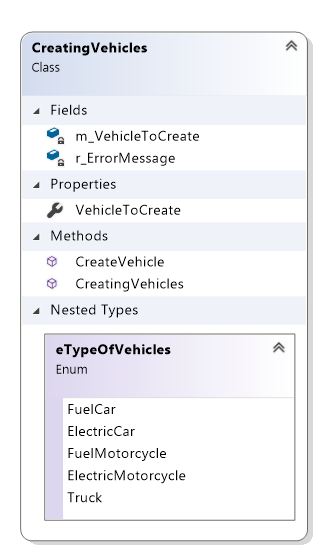 CreatingVehicles
Class
Fields
m_VehicleToCreate
r_ErrorMessage
Properties
VehicleToCreate
Methods
CreateVehicle
CreatingVehicles
Nested Types
eTypeOfVehicles
Enum
FuelCar
ElectricCar
FuelMotorcycle
ElectricMotorcycle
Truck